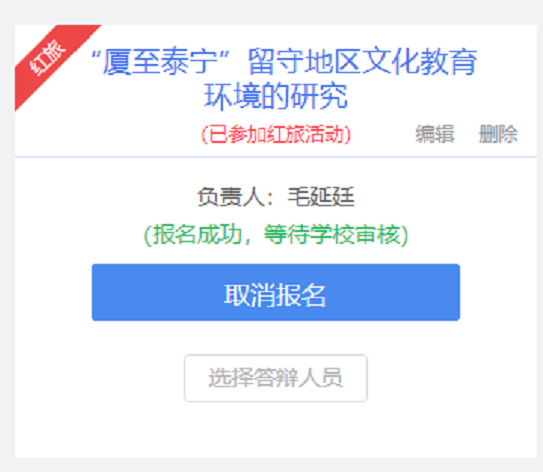 红旅
“厦至泰宁”留守地区文化教育
环境的研究
(已参加红旅活动) 编辑 删除
负责人：毛延廷
(报名成功，等待学校审核)
取消报名
选择答辩人员